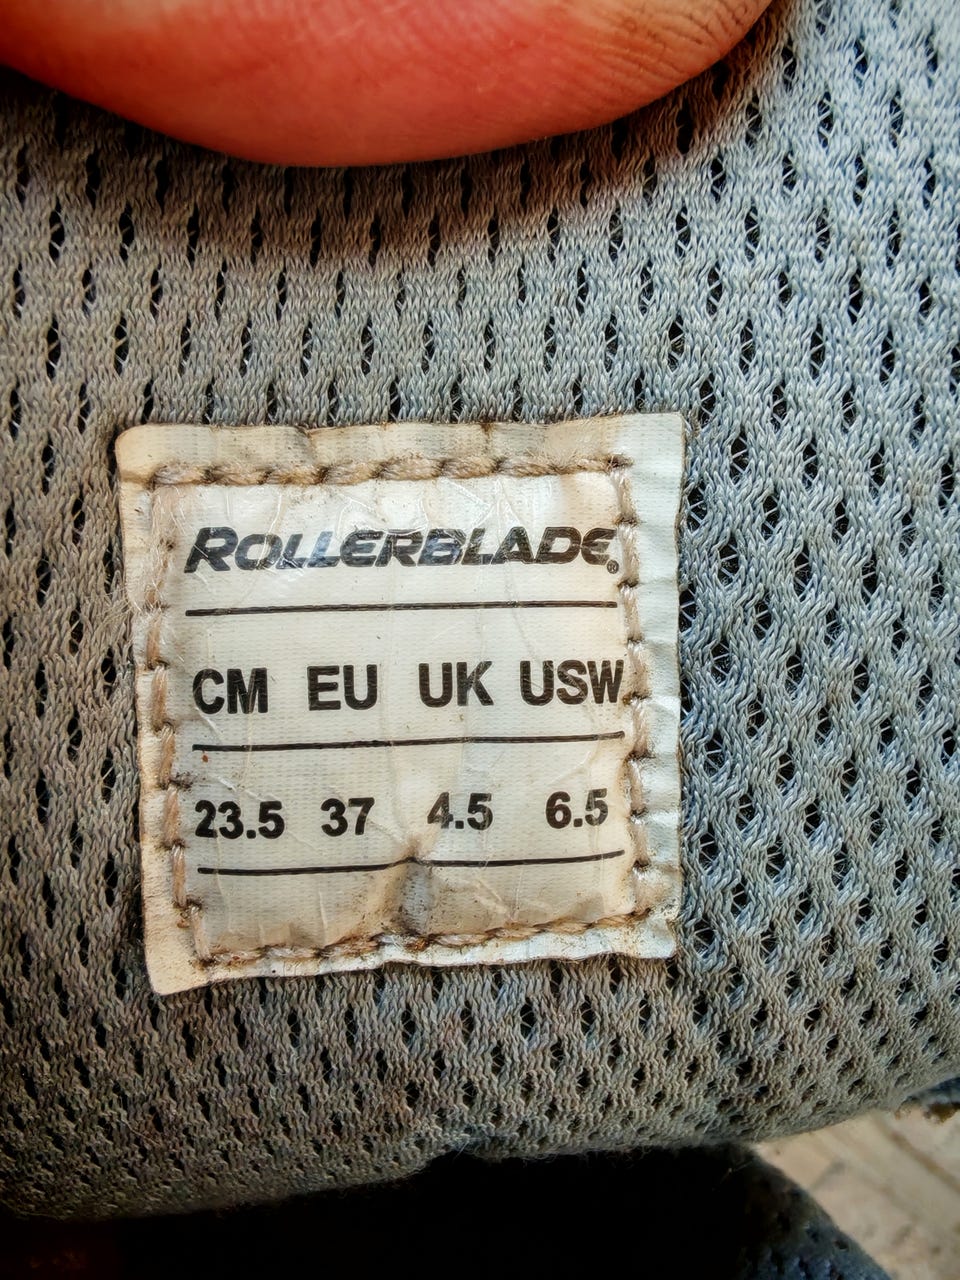 ROLLERBLADE®
CM EU UK USW
23.5 37 4.5 6.5